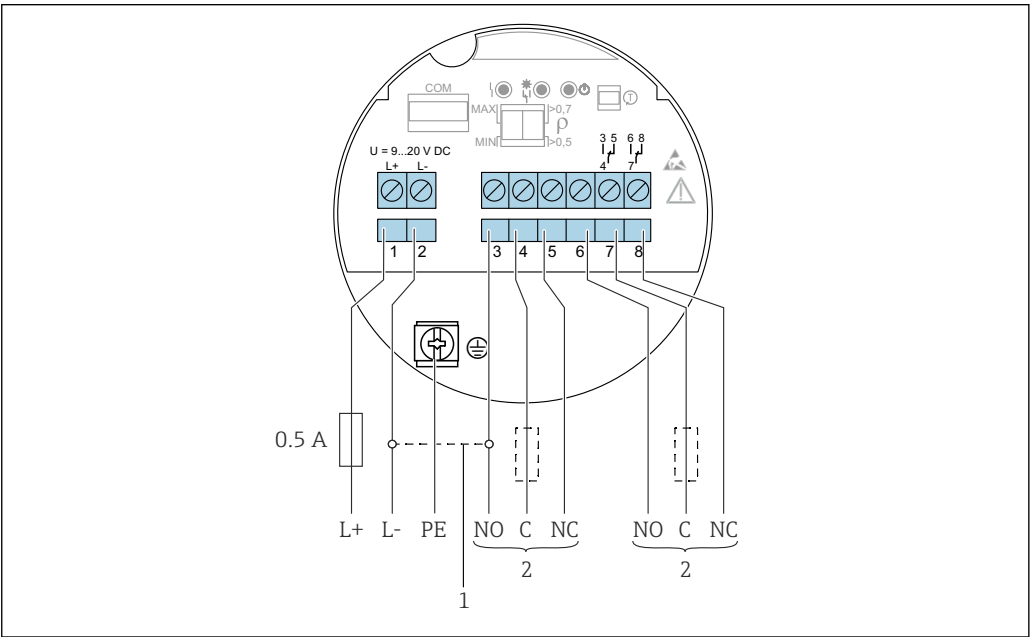 COM
MAX >0,7
ρ
MIN >0,5
3 5 6 8
4 7
U = 9...20 V DC
L+ L-
1 2 3 4 5 6 7 8
0.5 A
L+ L- PE NO C NC NO C NC
2 2
1